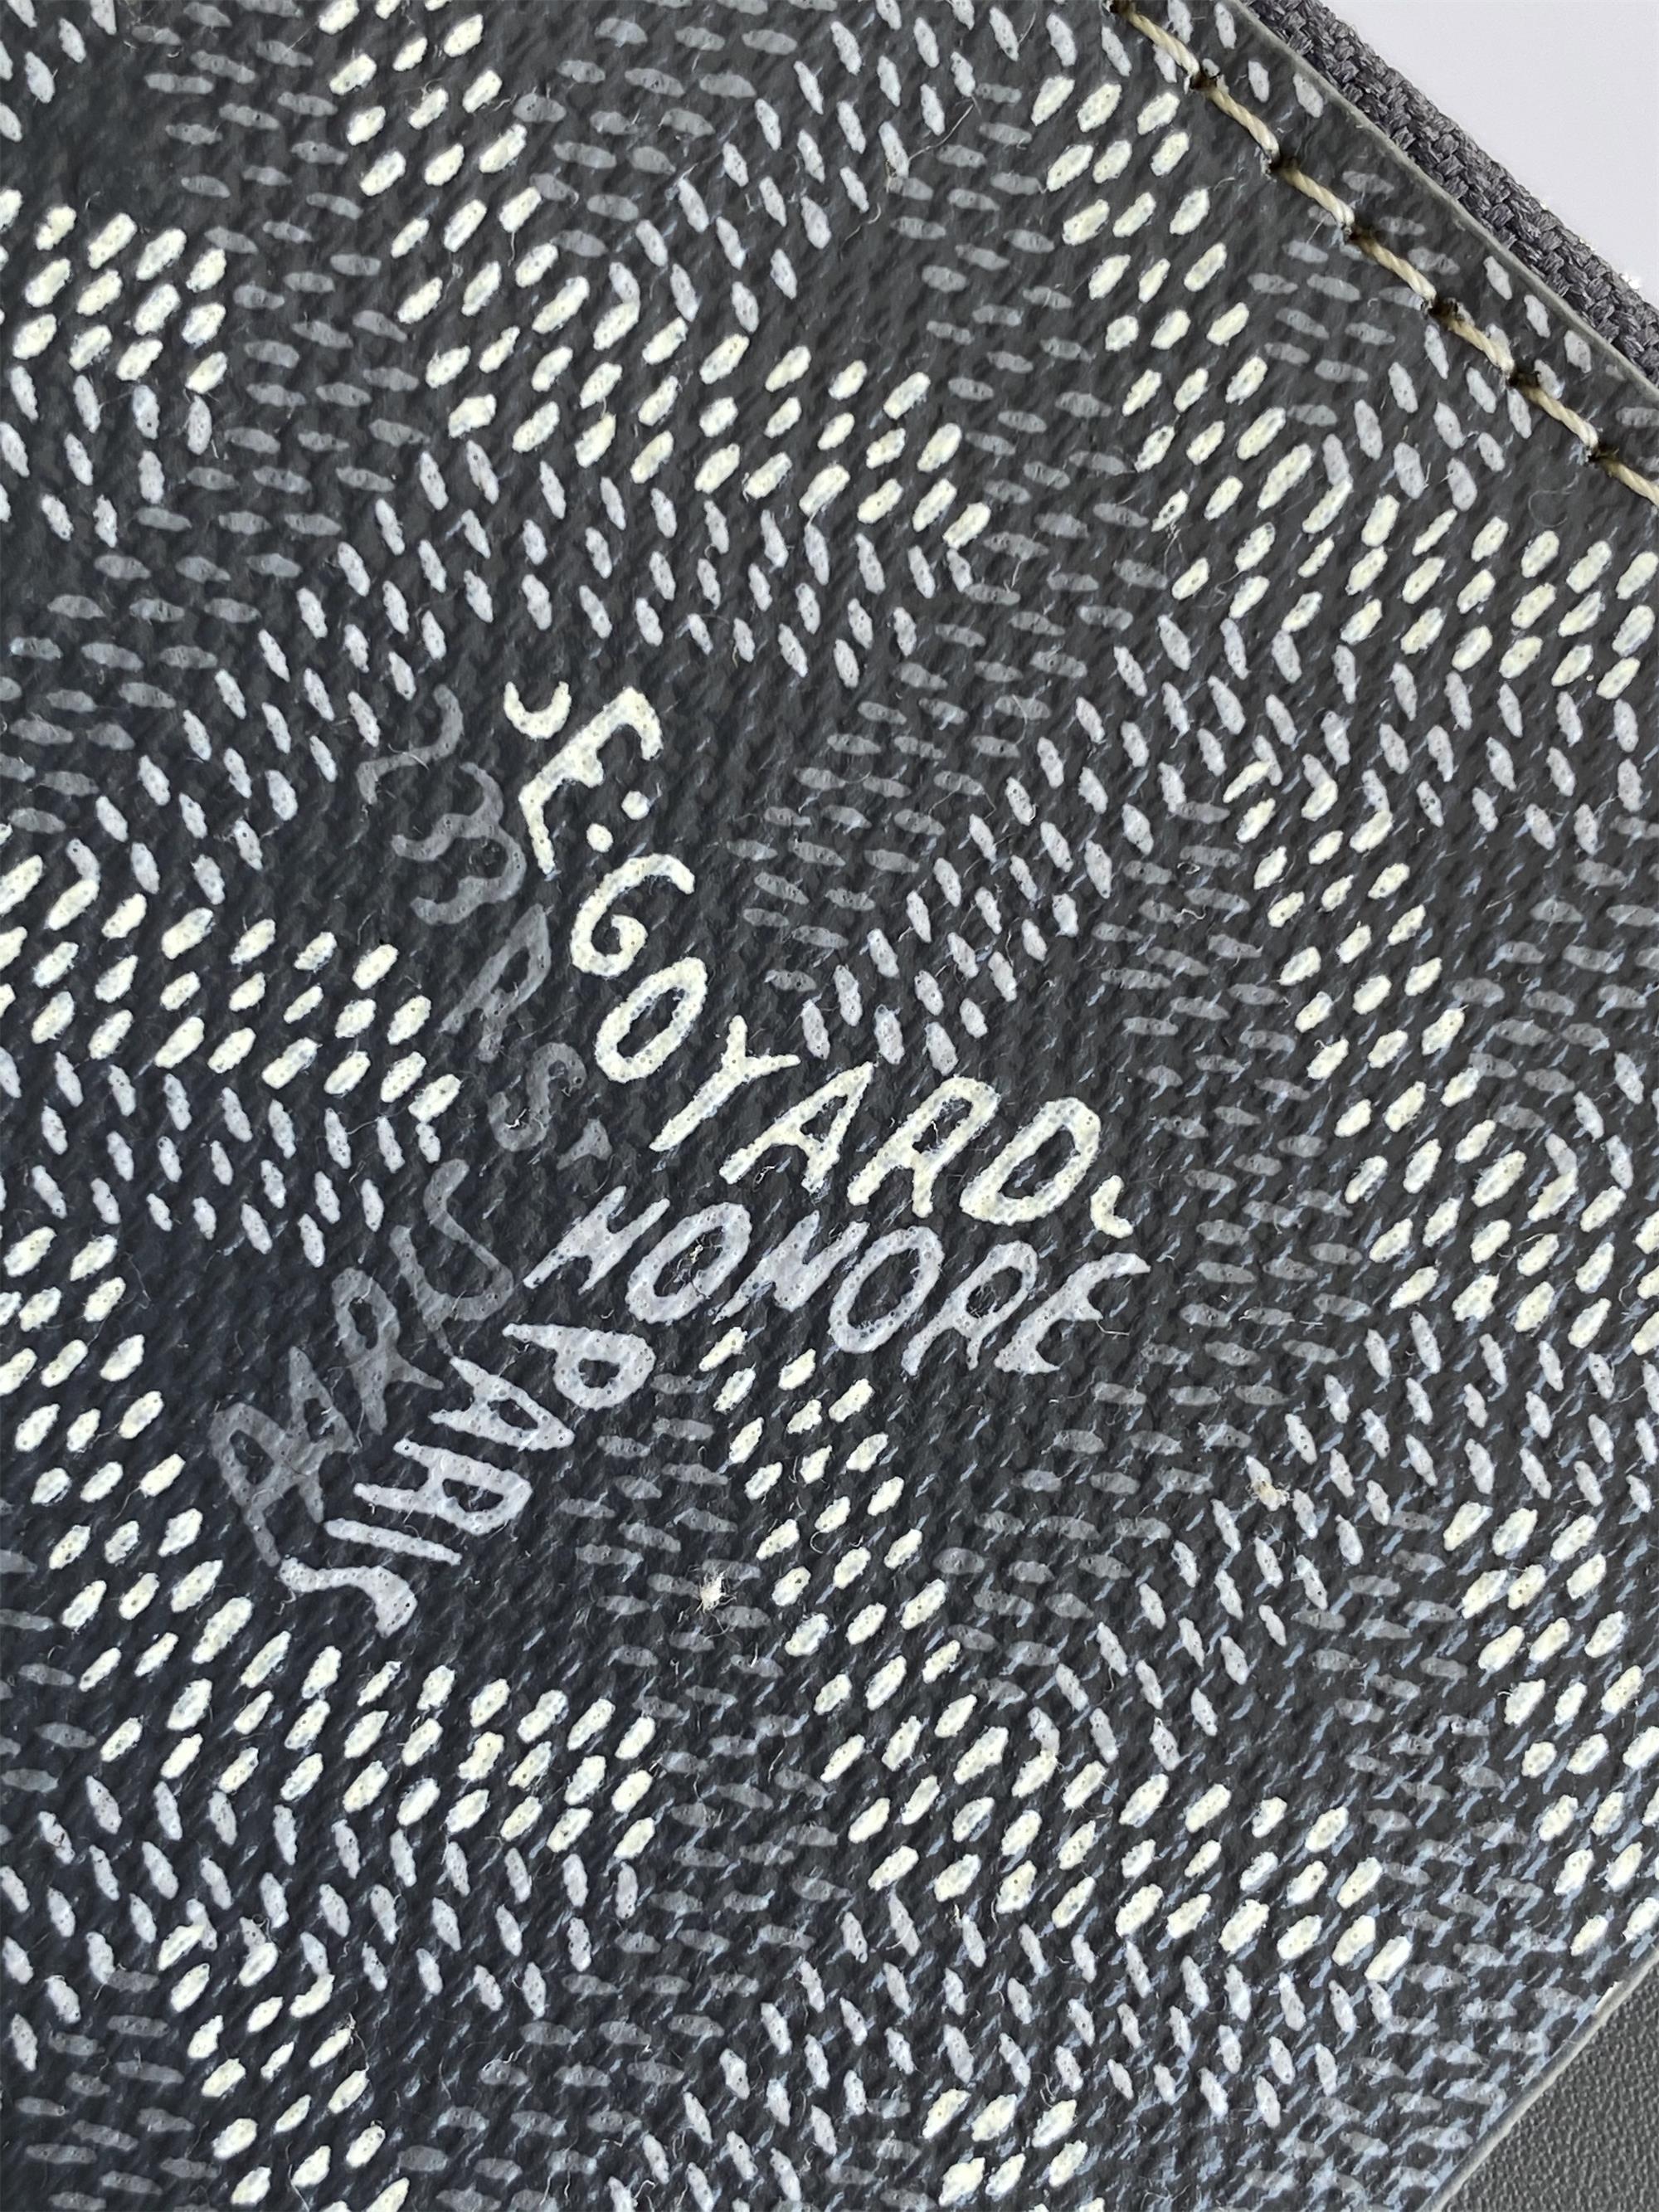 E. GOYARD
233 R ST.
HONORE
PARIS